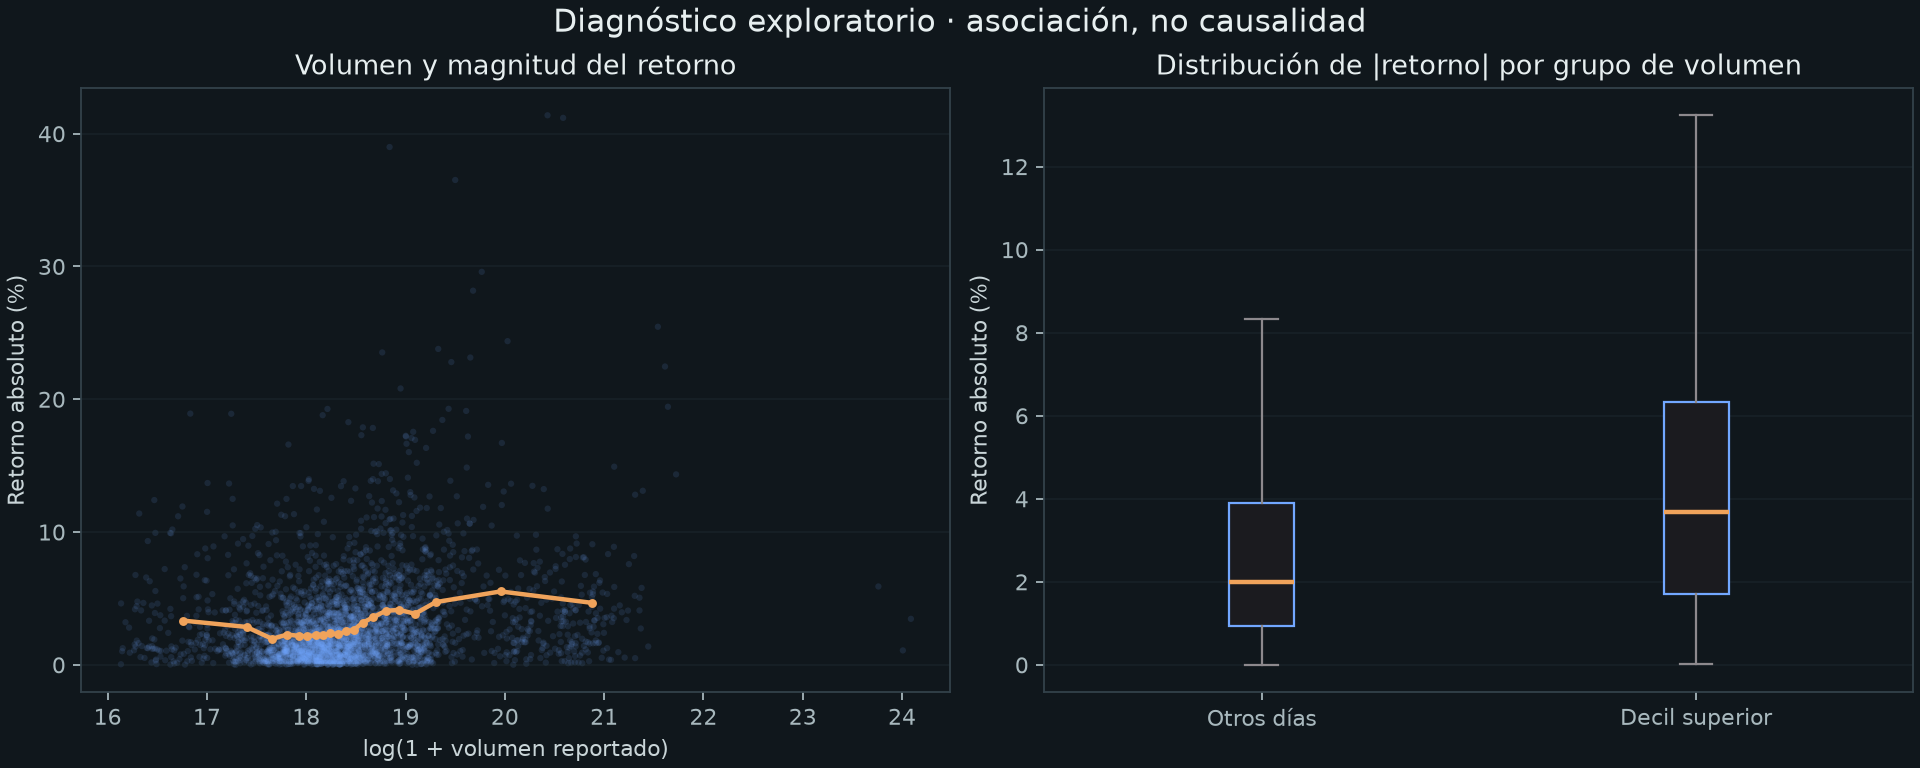 Diagnóstico exploratorio · asociación, no causalidad
Volumen y magnitud del retorno
Retorno absoluto (%)
40
30
20
10
0
16 17 18 19 20 21 22 23 24
log(1 + volumen reportado)
Distribución de |retorno| por grupo de volumen
Retorno absoluto (%)
12
10
8
6
4
2
0
Otros días Decil superior